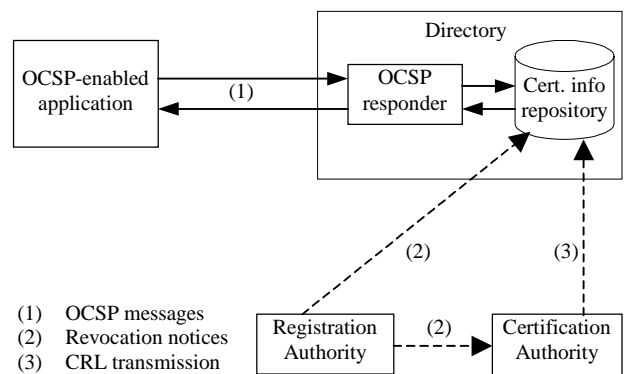 Directory
OCSP-enabled
application
(1)
OCSP
responder
Cert. info
repository
(2)
(3)
(1) OCSP messages
(2) Revocation notices
(3) CRL transmission
Registration
Authority
(2)
Certification
Authority